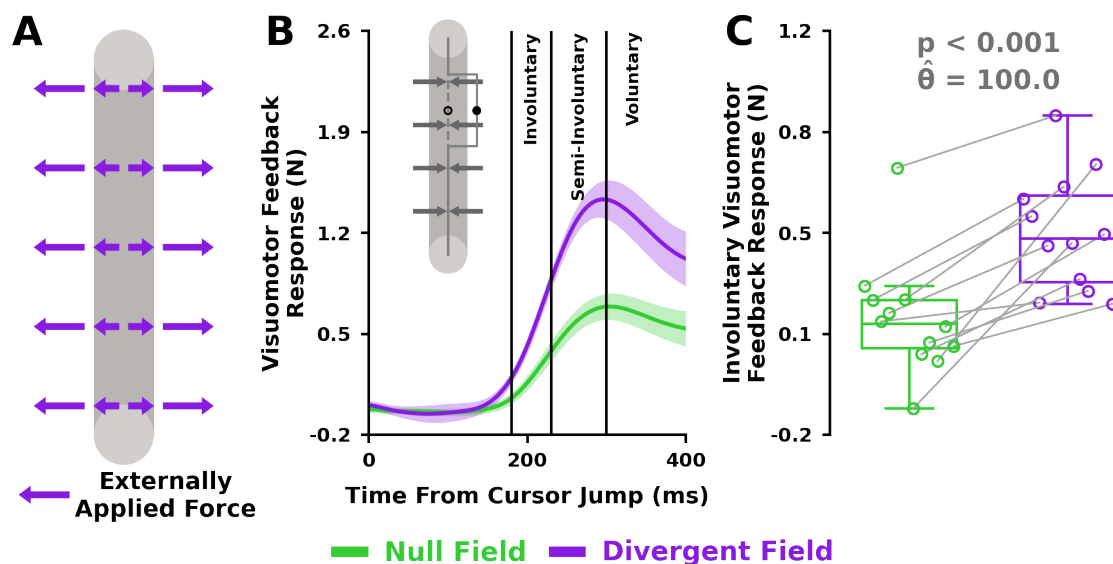 A
Externally
Applied Force
B
Visuomotor Feedback
Response (N)
2.6
1.9
1.2
0.5
-0.2
Involuntary
Semi-Involuntary
Voluntary
0
200
400
Time From Cursor Jump (ms)
C
Involuntary Visuomotor
Feedback Response (N)
1.2
0.8
0.5
0.1
-0.2
p < 0.001
θ̂ = 100.0
Null Field
Divergent Field